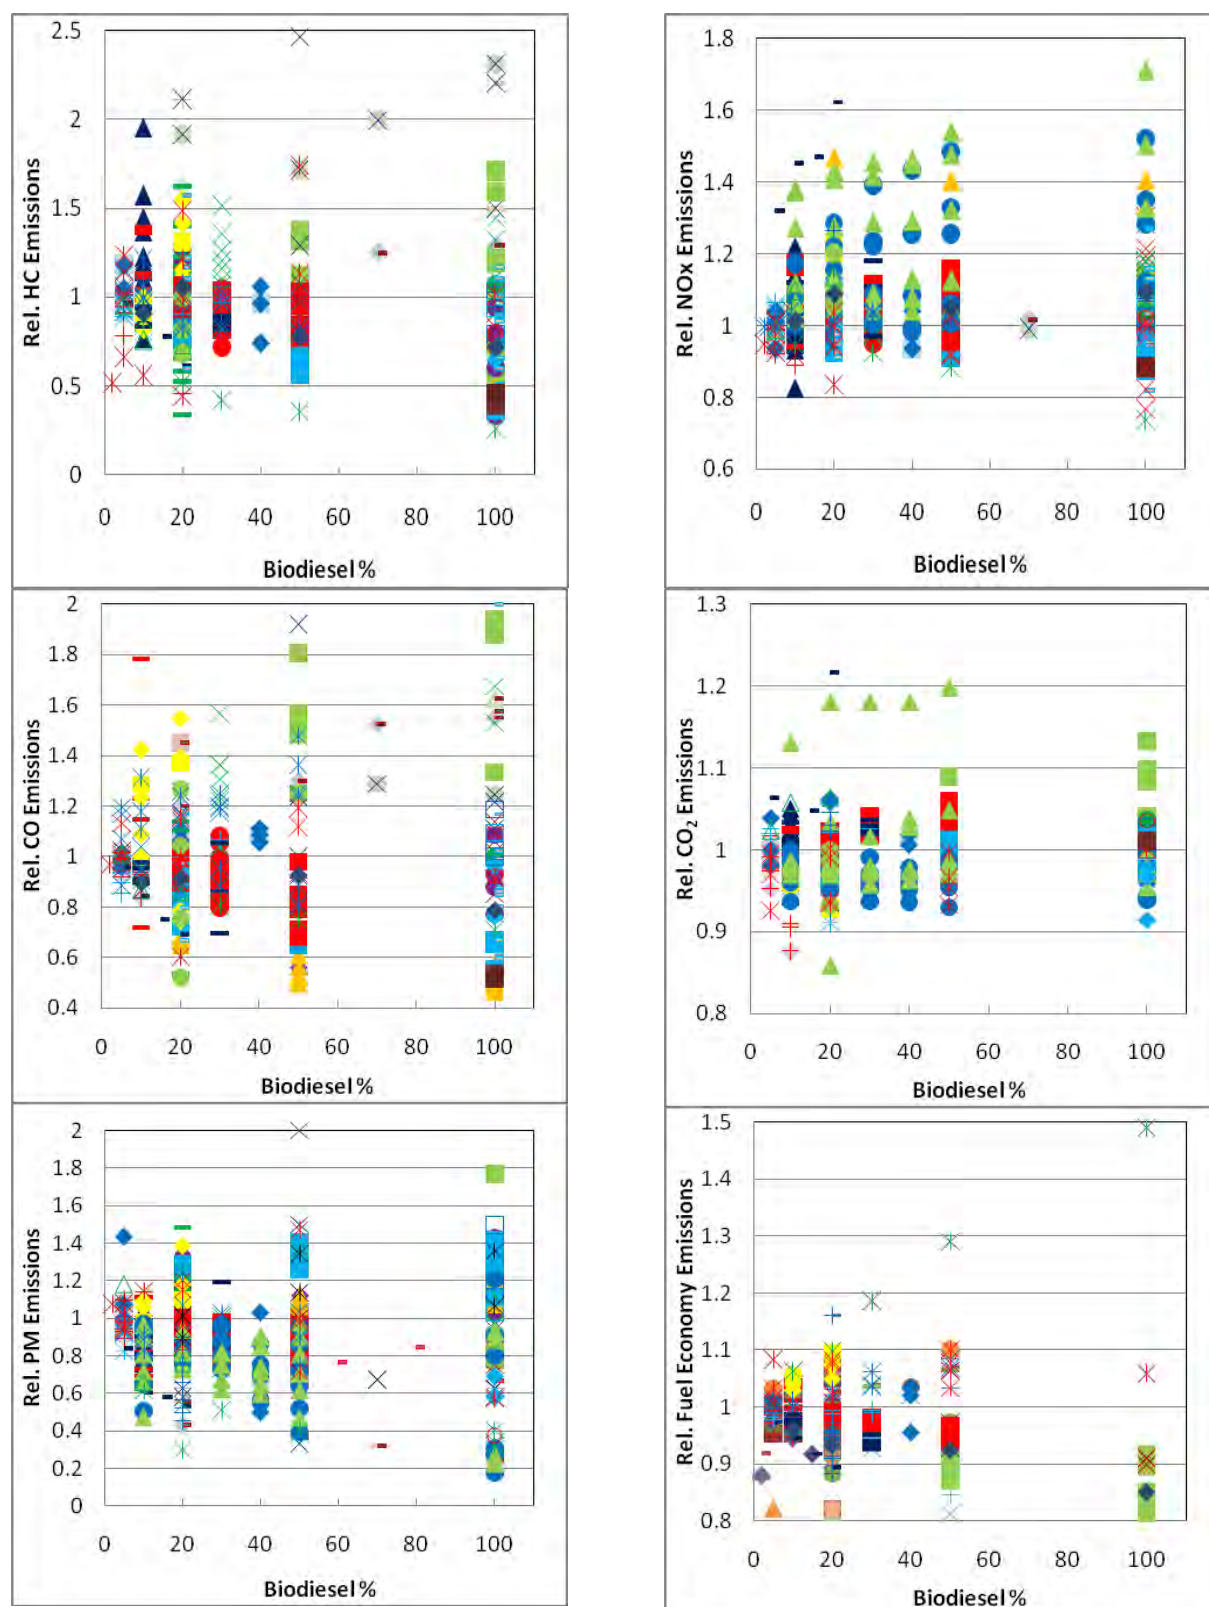 2.5
2
1.5
1
0.5
0
0 20 40 60 80 100
Rel. HC Emissions
Biodiesel %
1.8
1.6
1.4
1.2
1
0.8
0.6
0 20 40 60 80 100
Rel. NOx Emissions
Biodiesel %
2
1.8
1.6
1.4
1.2
1
0.8
0.6
0.4
0 20 40 60 80 100
Rel. CO Emissions
Biodiesel %
1.3
1.2
1.1
1
0.9
0.8
0 20 40 60 80 100
Rel. CO₂ Emissions
Biodiesel %
2
1.8
1.6
1.4
1.2
1
0.8
0.6
0.4
0.2
0
0 20 40 60 80 100
Rel. PM Emissions
Biodiesel %
1.5
1.4
1.3
1.2
1.1
1
0.9
0.8
0 20 40 60 80 100
Rel. Fuel Economy Emissions
Biodiesel %